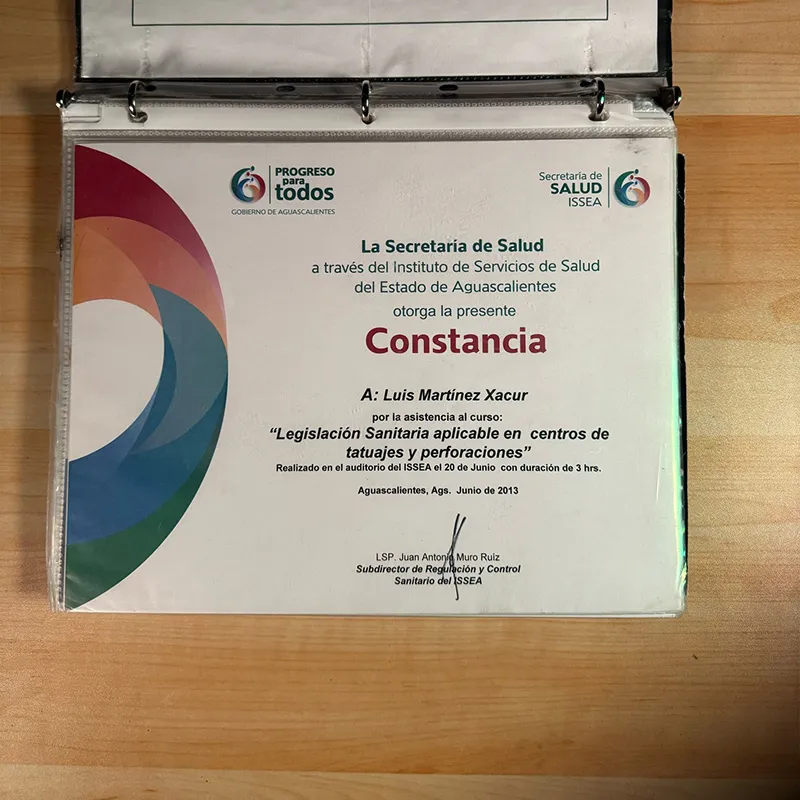 PROGRESO
para
todos
GOBIERNO DE AGUASCALIENTES
Secretaría de
SALUD
ISSEA
La Secretaría de Salud
a través del Instituto de Servicios de Salud
del Estado de Aguascalientes
otorga la presente
Constancia
A: Luis Martínez Xacur
por la asistencia al curso:
“Legislación Sanitaria aplicable en centros de
tatuajes y perforaciones”
Realizado en el auditorio del ISSEA el 20 de Junio con duración de 3 hrs.
Aguascalientes, Ags. Junio de 2013
LSP. Juan Antonio Muro Ruiz
Subdirector de Regulación y Control
Sanitario del ISSEA